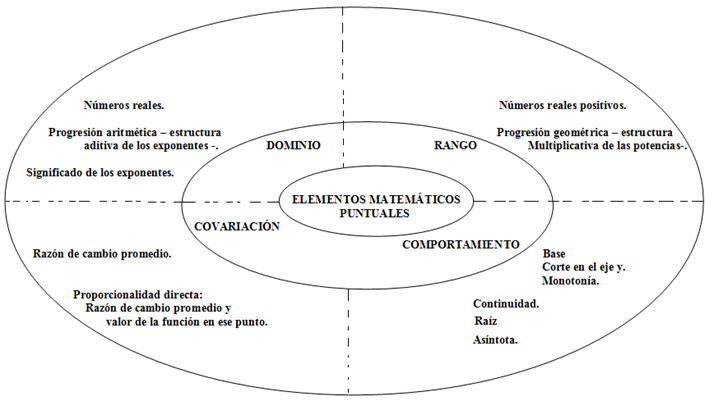 Números reales.
Progresión aritmética – estructura
aditiva de los exponentes -.
Significado de los exponentes.
DOMINIO
RANGO
Números reales positivos.
Progresión geométrica – estructura
Multiplicativa de las potencias-.
ELEMENTOS MATEMÁTICOS
PUNTUALES
COVARIACIÓN
COMPORTAMIENTO
Razón de cambio promedio.
Proporcionalidad directa:
Razón de cambio promedio y
valor de la función en ese punto.
Base
Corte en el eje y.
Monotonía.
Continuidad.
Raíz
Asíntota.